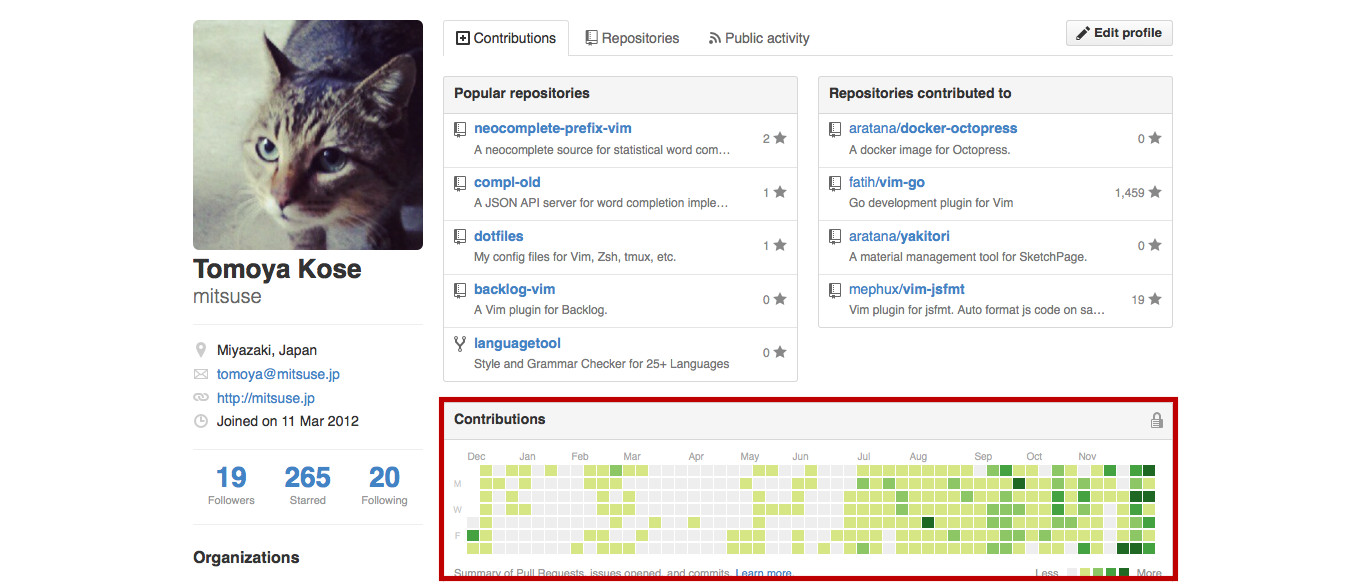 Contributions
Repositories
Public activity
Edit profile
Tomoya Kose
mitsuse
Miyazaki, Japan
tomoya@mitsuse.jp
http://mitsuse.jp
Joined on 11 Mar 2012
19 265 20
Followers Starred Following
Organizations
Popular repositories
neocomplete-prefix-vim
A neocomplete source for statistical word com…
2
compl-old
A JSON API server for word completion imple…
1
dotfiles
My config files for Vim, Zsh, tmux, etc.
1
backlog-vim
A Vim plugin for Backlog.
0
languagetool
Style and Grammar Checker for 25+ Languages
0
Repositories contributed to
aratana/docker-octopress
A docker image for Octopress.
0
fatih/vim-go
Go development plugin for Vim
1,459
aratana/yakitori
A material management tool for SketchPage.
0
mephux/vim-jsfmt
Vim plugin for jsfmt. Auto format js code on sa…
19
Contributions
Dec Jan Feb Mar Apr May Jun Jul Aug Sep Oct Nov
M
W
F
Summary of Pull Requests, issues opened, and commits. Learn more.
Less More